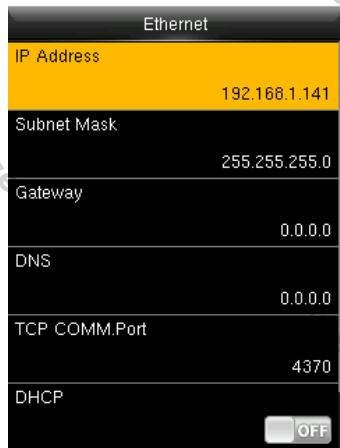 Ethernet
IP Address
192.168.1.141
Subnet Mask
255.255.255.0
Gateway
0.0.0.0
DNS
0.0.0.0
TCP COMM.Port
4370
DHCP
OFF